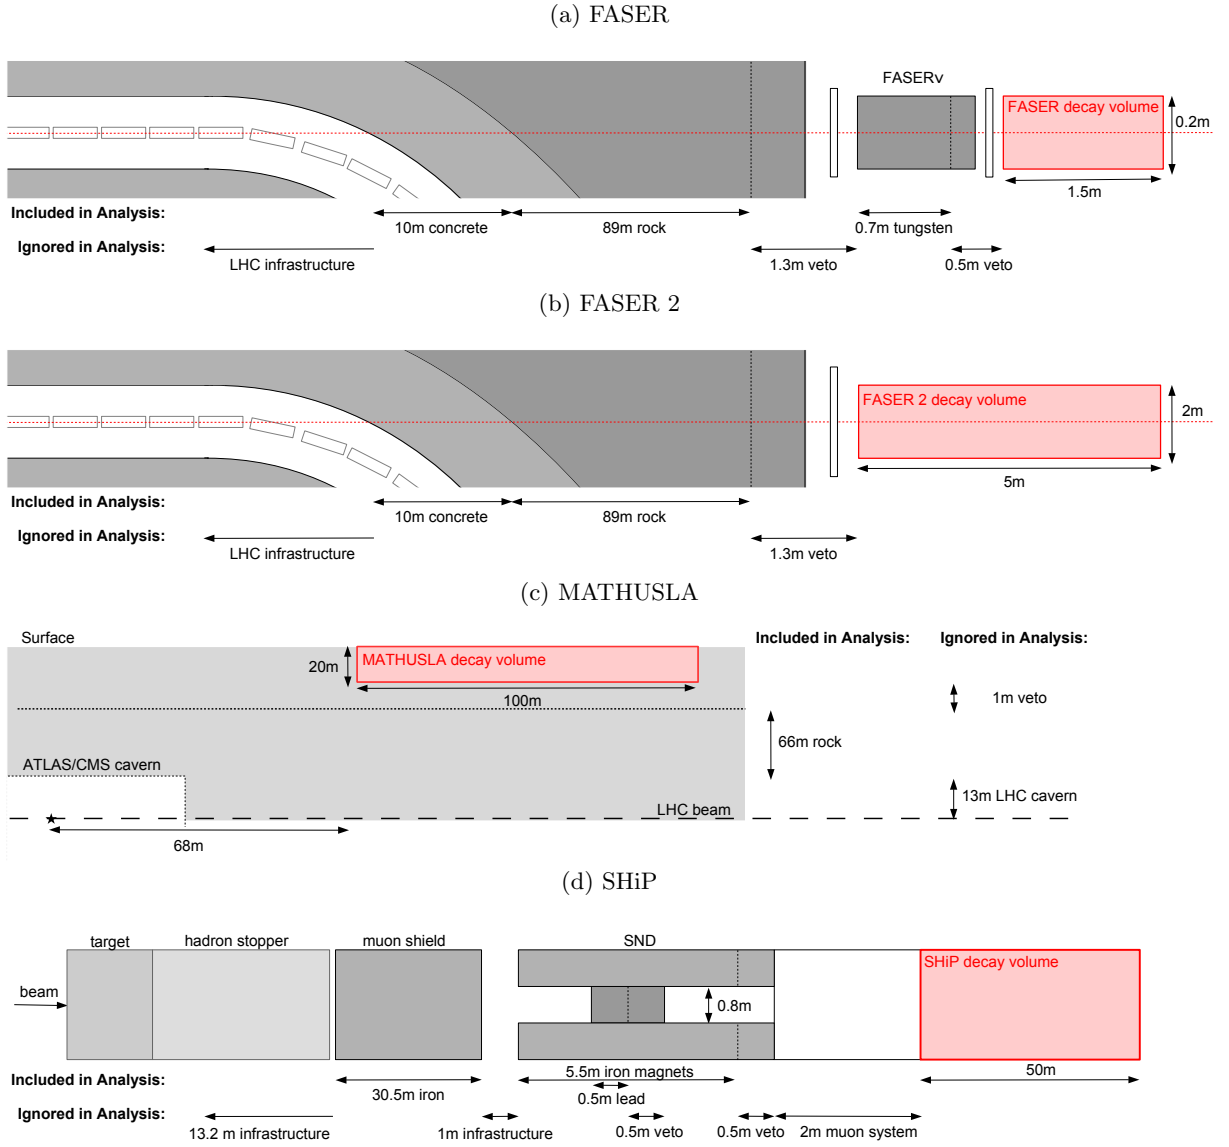 (a) FASER
FASERν
FASER decay volume
0.2m
1.5m
Included in Analysis:
10m concrete
89m rock
0.7m tungsten
Ignored in Analysis:
LHC infrastructure
1.3m veto
0.5m veto
(b) FASER 2
FASER 2 decay volume
2m
5m
Included in Analysis:
10m concrete
89m rock
Ignored in Analysis:
LHC infrastructure
1.3m veto
(c) MATHUSLA
Surface
Included in Analysis:
Ignored in Analysis:
MATHUSLA decay volume
20m
100m
1m veto
66m rock
ATLAS/CMS cavern
13m LHC cavern
LHC beam
68m
(d) SHiP
target
hadron stopper
muon shield
SND
SHiP decay volume
beam
0.8m
Included in Analysis:
30.5m iron
5.5m iron magnets
0.5m lead
50m
Ignored in Analysis:
13.2 m infrastructure
1m infrastructure
0.5m veto
0.5m veto
2m muon system